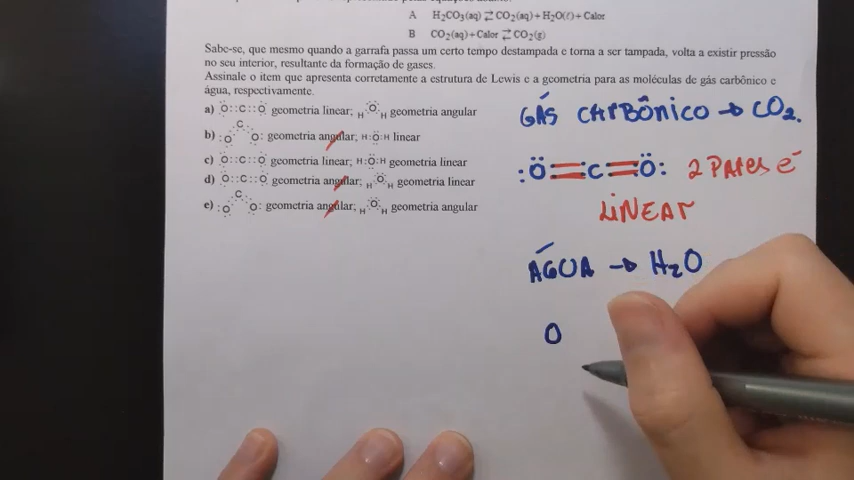 A H₂CO₃(aq) ⇄ CO₂(aq) + H₂O(ℓ) + Calor
B CO₂(aq) + Calor ⇄ CO₂(g)
Sabe-se, que mesmo quando a garrafa passa um certo tempo destampada e torna a ser tampada, volta a existir pressão
no seu interior, resultante da formação de gases.
Assinale o item que apresenta corretamente a estrutura de Lewis e a geometria para as moléculas de gás carbônico e
água, respectivamente.
a) :Ö::C::Ö: geometria linear; H Ö H geometria angular
b) :O C O: geometria angular; H:Ö:H linear
c) :Ö::C::Ö: geometria linear; H:Ö:H geometria linear
d) :Ö::C::Ö: geometria angular; H Ö H geometria linear
e) :O C O: geometria angular; H Ö H geometria angular
GÁS CARBÔNICO → CO₂.
:Ö=C=Ö: 2 PARES É
LINEAR
ÁGUA → H₂O
O